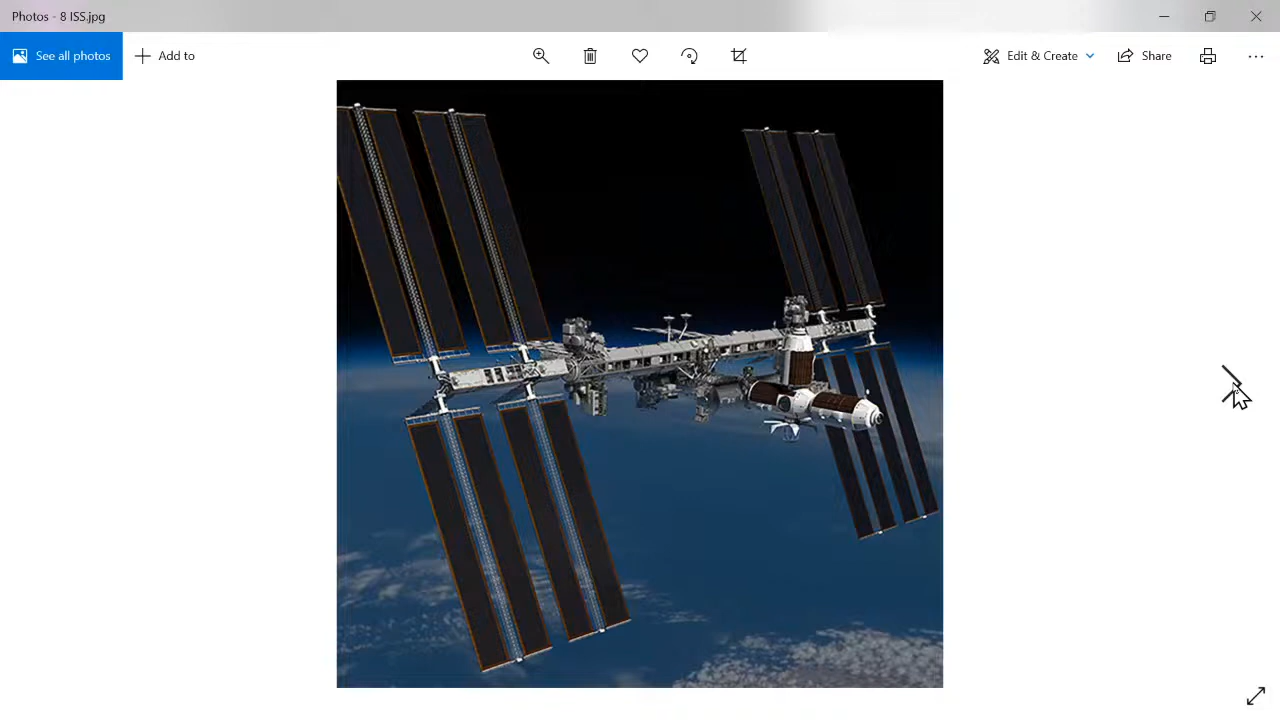 Photos - 8 ISS.jpg
See all photos
Add to
Edit & Create
Share